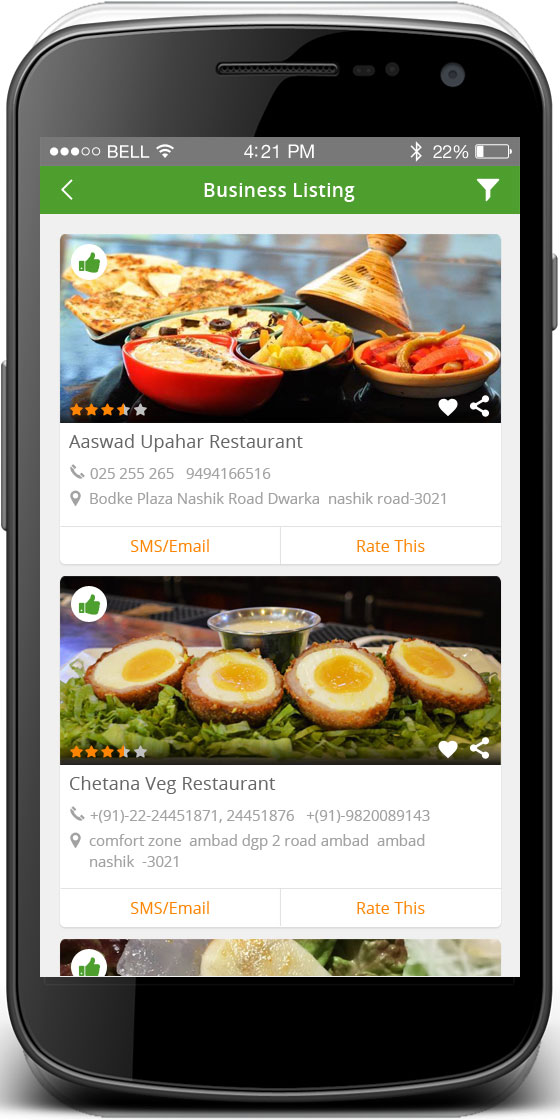 BELL 4:21 PM 22%
Business Listing
Aaswad Upahar Restaurant
025 255 265 9494166516
Bodke Plaza Nashik Road Dwarka nashik road-3021
SMS/Email Rate This
Chetana Veg Restaurant
+(91)-22-24451871, 24451876 +(91)-9820089143
comfort zone ambad dgp 2 road ambad ambad
nashik -3021
SMS/Email Rate This